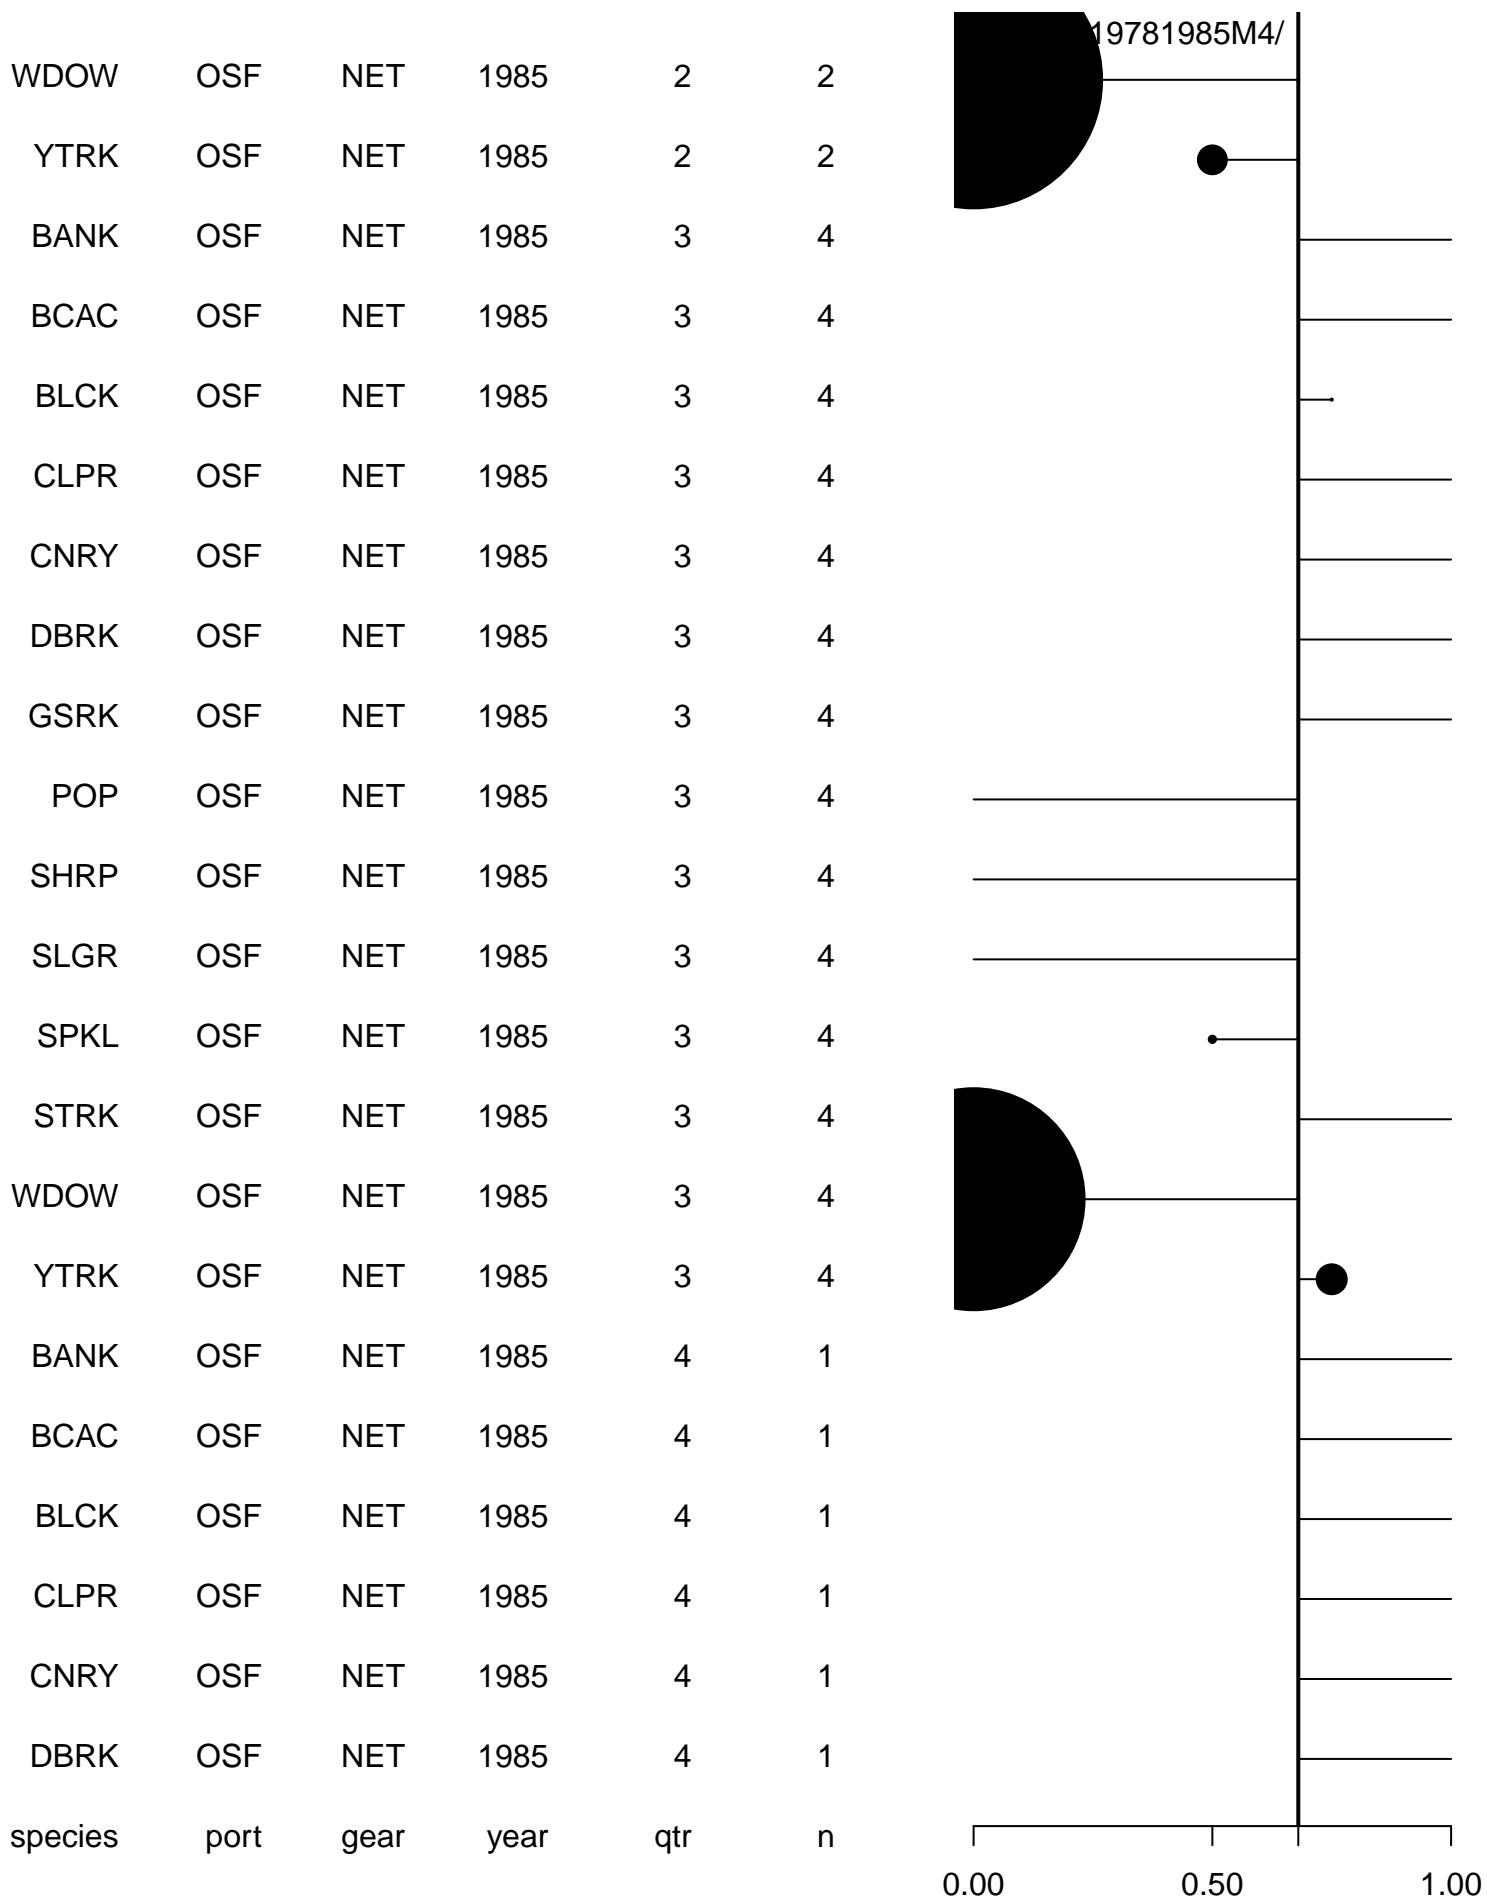 19781985M4/
WDOW OSF NET 1985 2 2
YTRK OSF NET 1985 2 2
BANK OSF NET 1985 3 4
BCAC OSF NET 1985 3 4
BLCK OSF NET 1985 3 4
CLPR OSF NET 1985 3 4
CNRY OSF NET 1985 3 4
DBRK OSF NET 1985 3 4
GSRK OSF NET 1985 3 4
POP OSF NET 1985 3 4
SHRP OSF NET 1985 3 4
SLGR OSF NET 1985 3 4
SPKL OSF NET 1985 3 4
STRK OSF NET 1985 3 4
WDOW OSF NET 1985 3 4
YTRK OSF NET 1985 3 4
BANK OSF NET 1985 4 1
BCAC OSF NET 1985 4 1
BLCK OSF NET 1985 4 1
CLPR OSF NET 1985 4 1
CNRY OSF NET 1985 4 1
DBRK OSF NET 1985 4 1
species port gear year qtr n
0.00 0.50 1.00